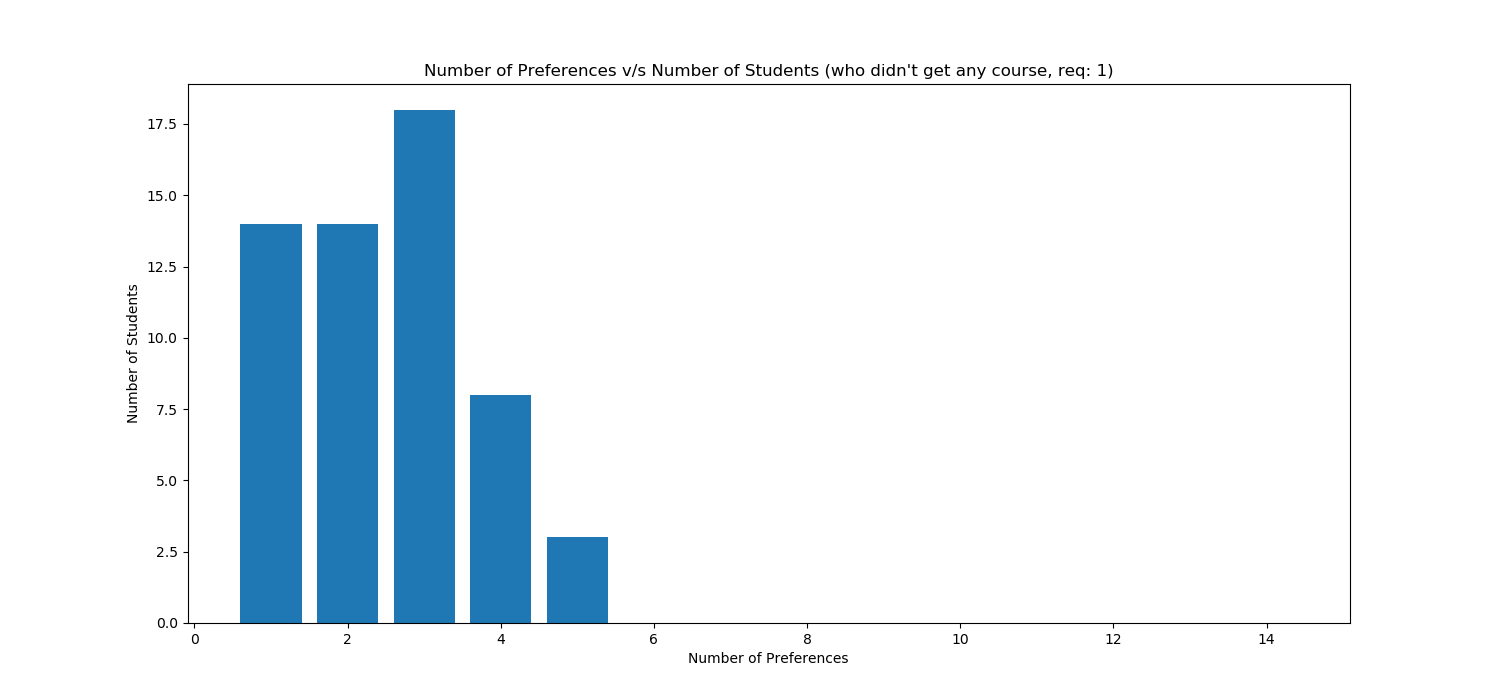 Number of Preferences v/s Number of Students (who didn't get any course, req: 1)
17.5
15.0
12.5
10.0
7.5
5.0
2.5
0.0
Number of Students
0 2 4 6 8 10 12 14
Number of Preferences